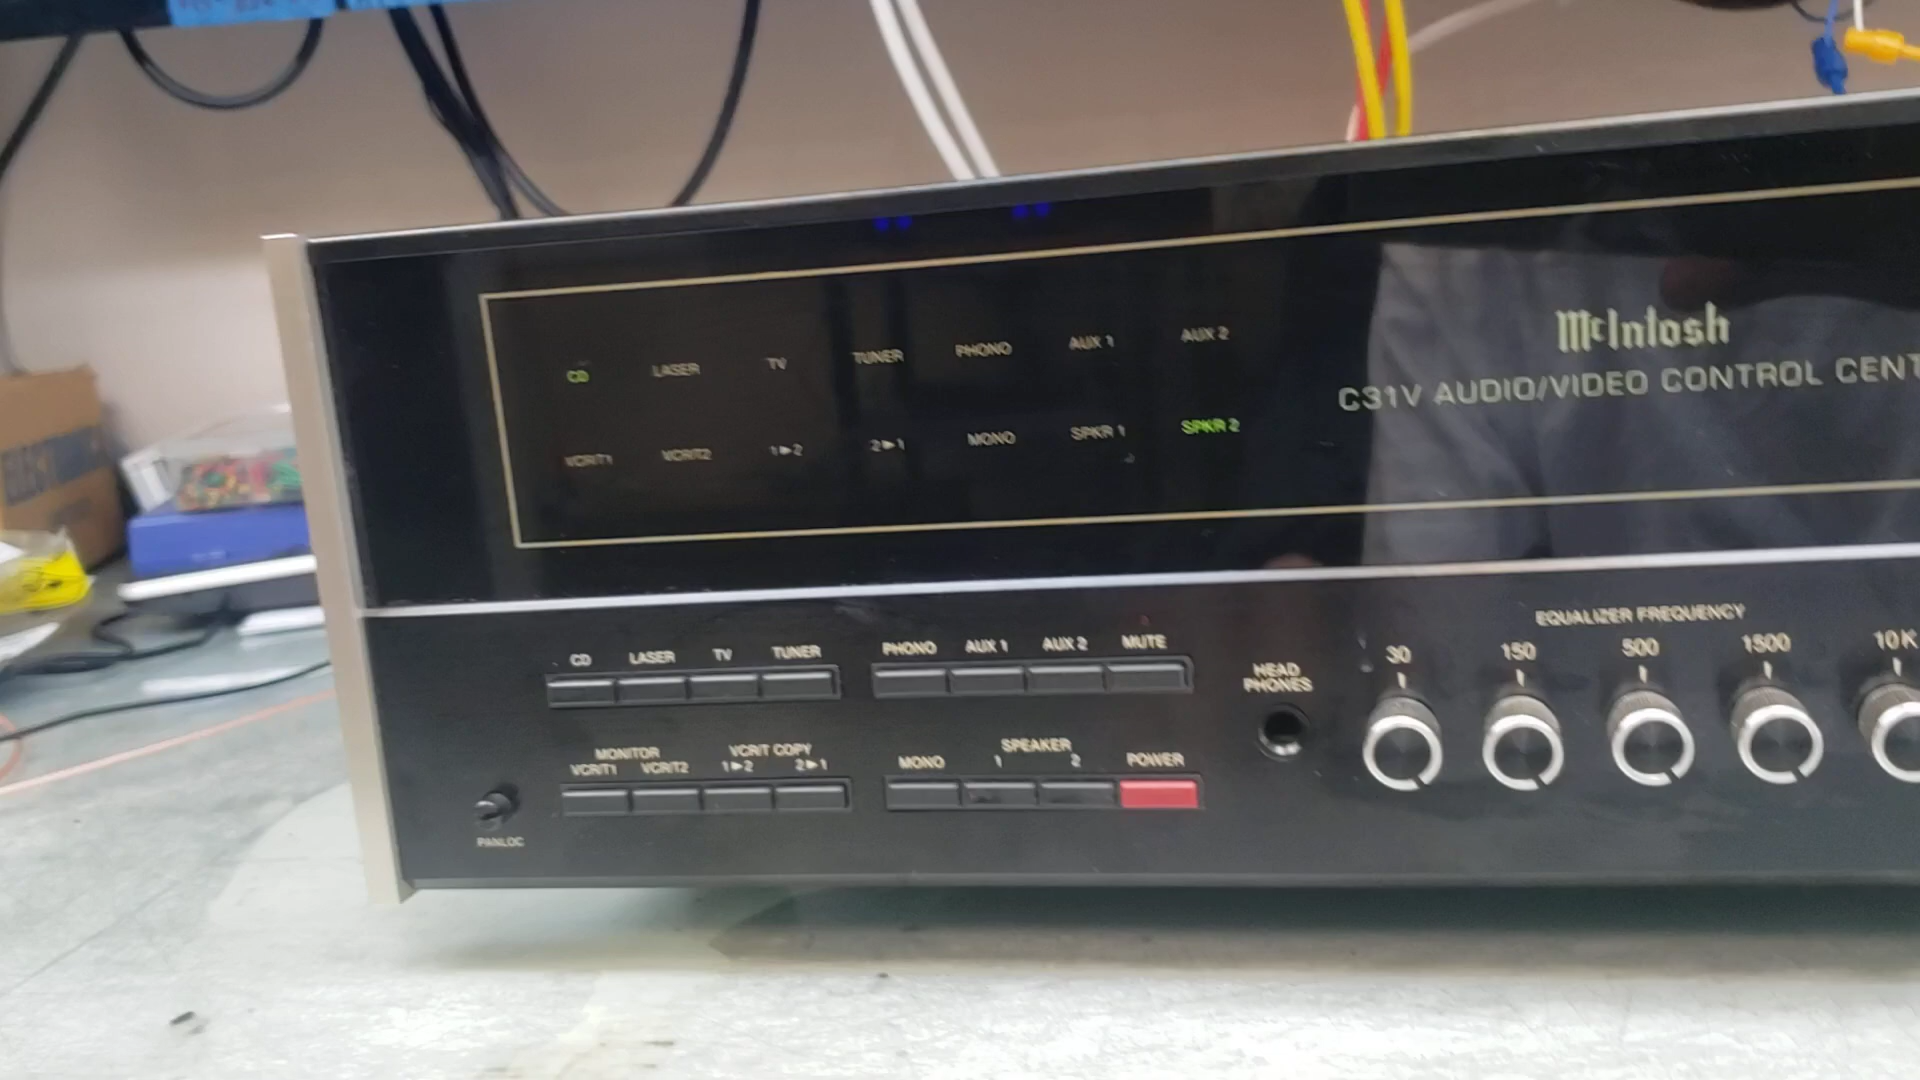 CD LASER TV TUNER PHONO AUX 1 AUX 2
VCR/T1 VCR/T2 1▶2 2▶1 MONO SPKR 1 SPKR 2
McIntosh
C31V AUDIO/VIDEO CONTROL CENT
CD LASER TV TUNER PHONO AUX 1 AUX 2 MUTE
MONITOR
VCR/T1 VCR/T2
VCR/T COPY
1▶2 2▶1
MONO
SPEAKER
1 2
POWER
PANLOC
HEAD
PHONES
EQUALIZER FREQUENCY
30 150 500 1500 10K